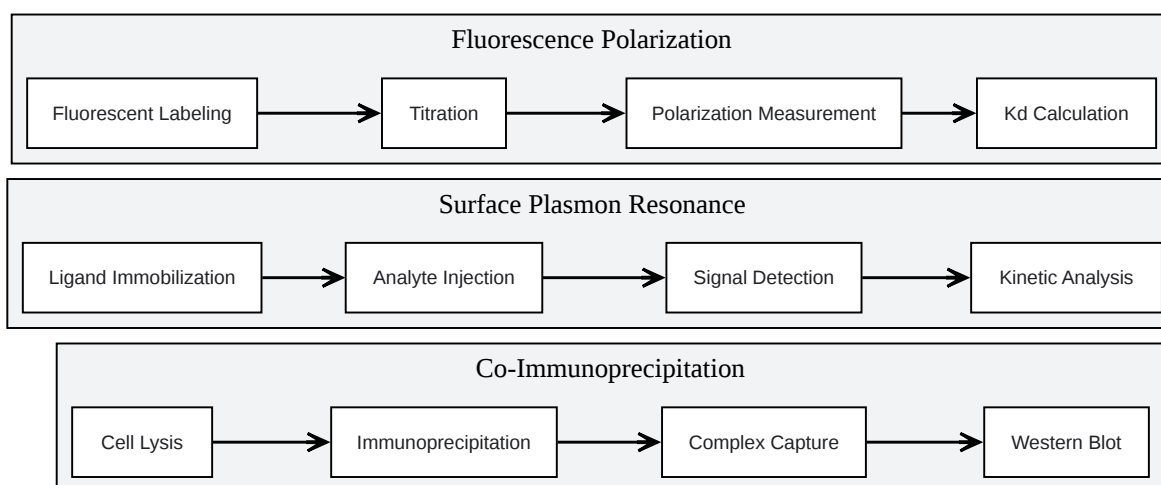 Fluorescence Polarization
Fluorescent Labeling
Titration
Polarization Measurement
Kd Calculation
Surface Plasmon Resonance
Ligand Immobilization
Analyte Injection
Signal Detection
Kinetic Analysis
Co-Immunoprecipitation
Cell Lysis
Immunoprecipitation
Complex Capture
Western Blot